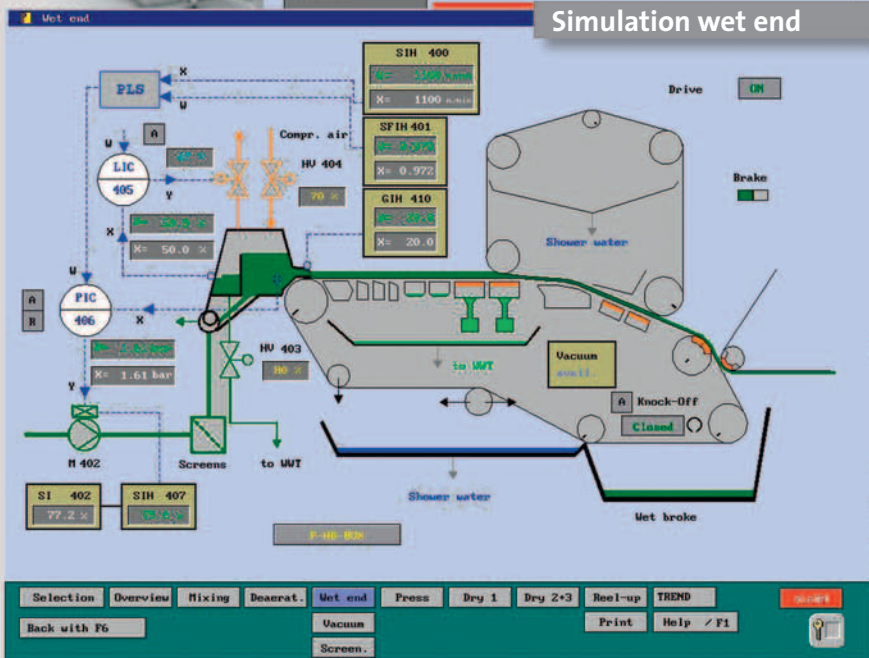 Simulation wet end
Wet end
SIH 400
X= 1100
PLS
X
W
Drive ON
SFIH 401
X= 0.972
Compr. air
A
W
HV 404
LIC
405
Y
70 %
GIH 410
X= 20.0
Brake
X
X= 50.0 %
Shower water
W
A
R
PIC
406
X
HV 403
80 %
to WWT
Vacuum
avail.
X= 1.61 bar
Y
A Knock-Off
Closed
M 402
Screens
to WWT
Shower water
Wet broke
SI 402
77.2 %
SIH 407
Selection Overview Mixing Deaerat. Wet end Press Dry 1 Dry 2+3 Reel-up TREND
Back with F6 Vacuum Print Help / F1
Screen.